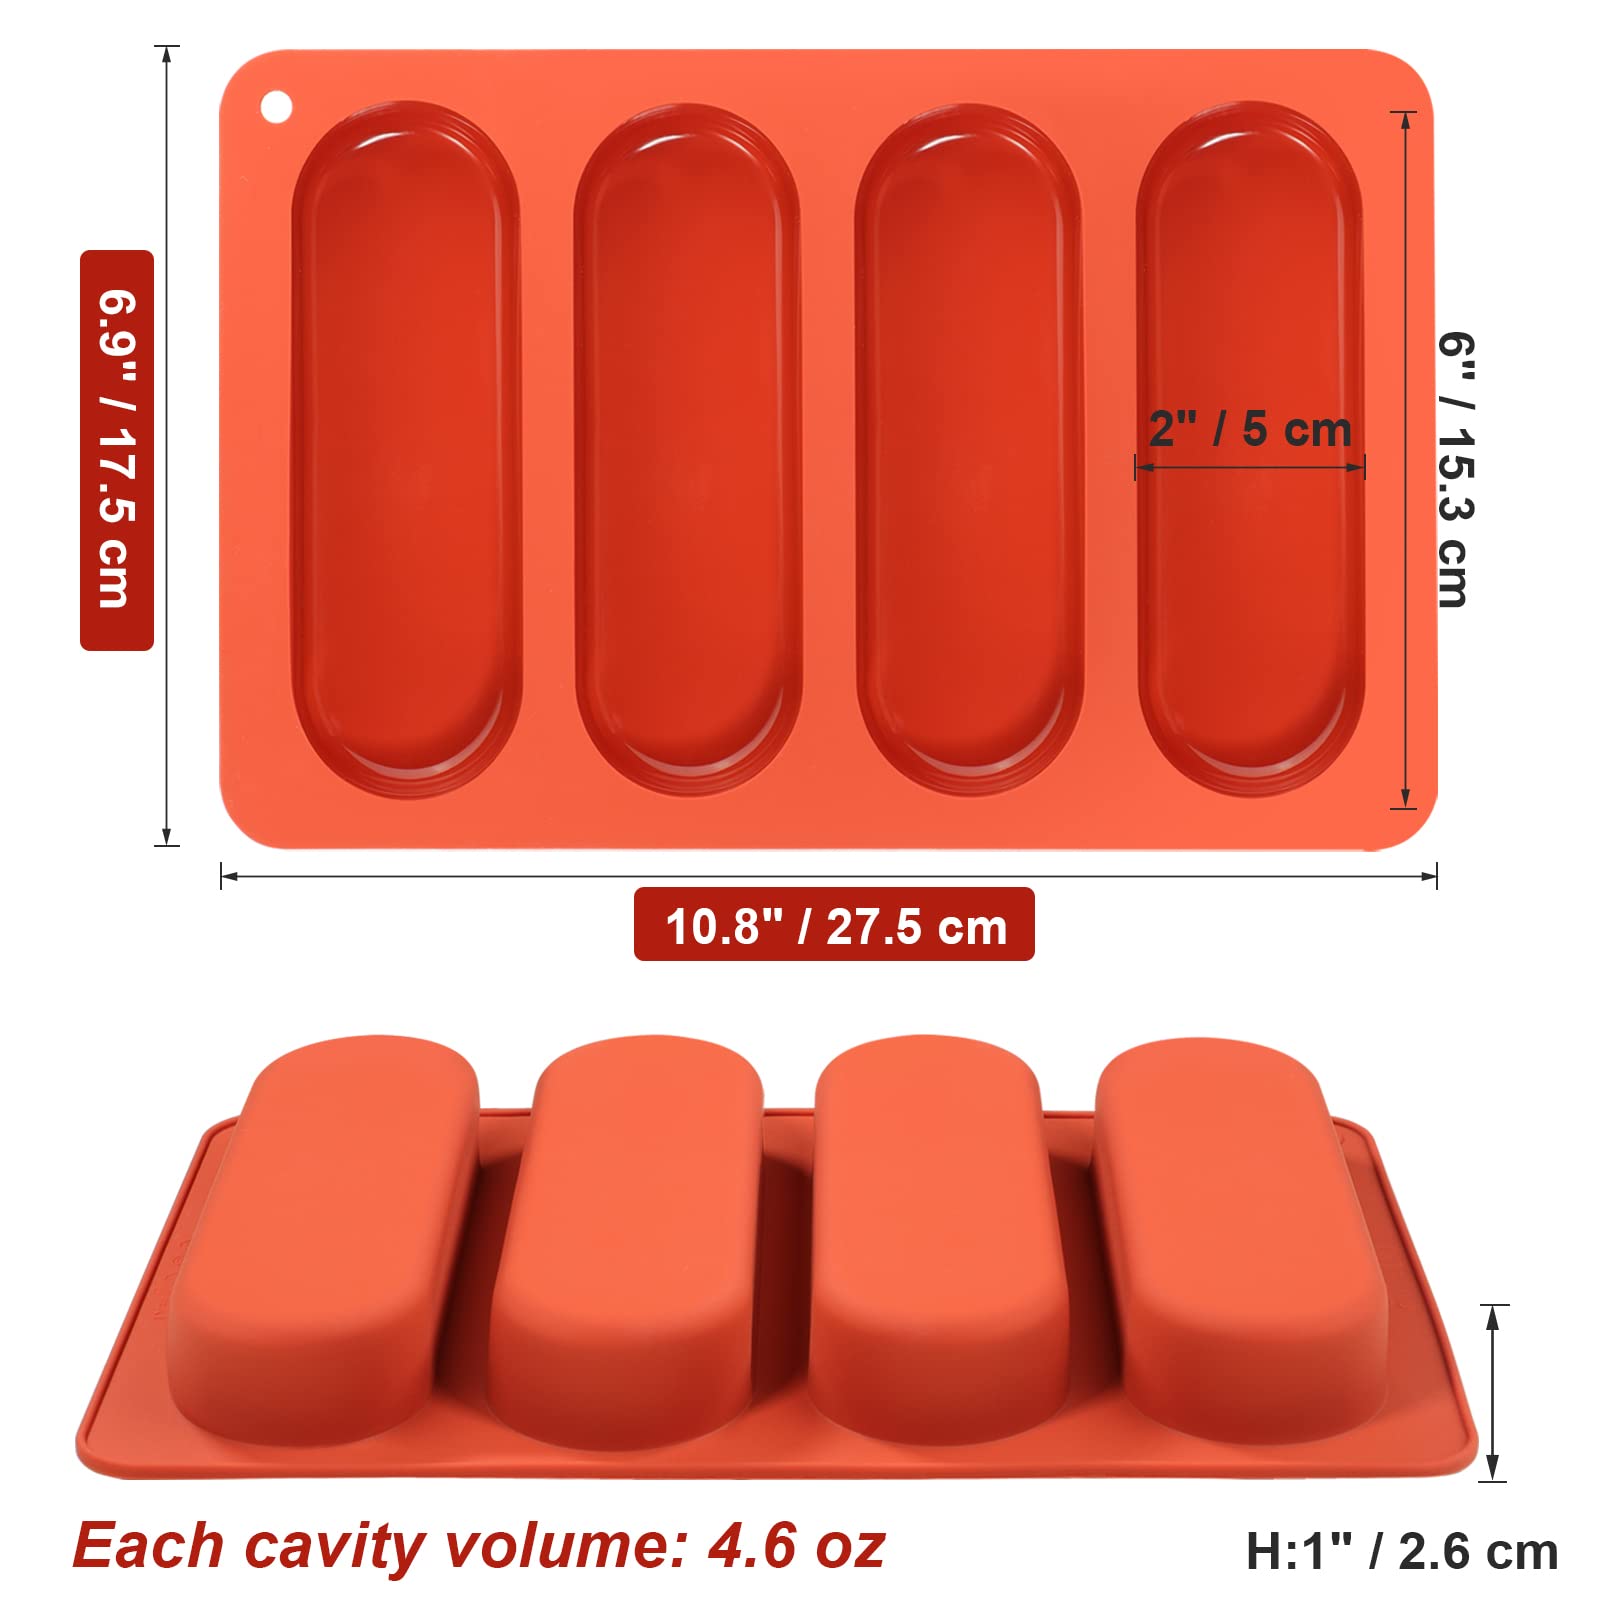 6.9" / 17.5 cm
2" / 5 cm
6" / 15.3 cm
10.8" / 27.5 cm
Each cavity volume: 4.6 oz
H:1" / 2.6 cm